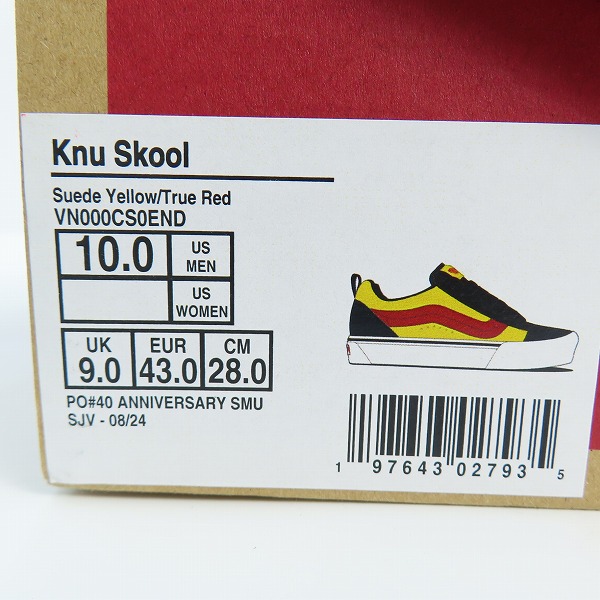 Knu Skool
Suede Yellow/True Red
VN000CS0END
10.0 US MEN
US WOMEN
UK 9.0 EUR 43.0 CM 28.0
PO#40 ANNIVERSARY SMU
SJV - 08/24
1 97643 02793 5